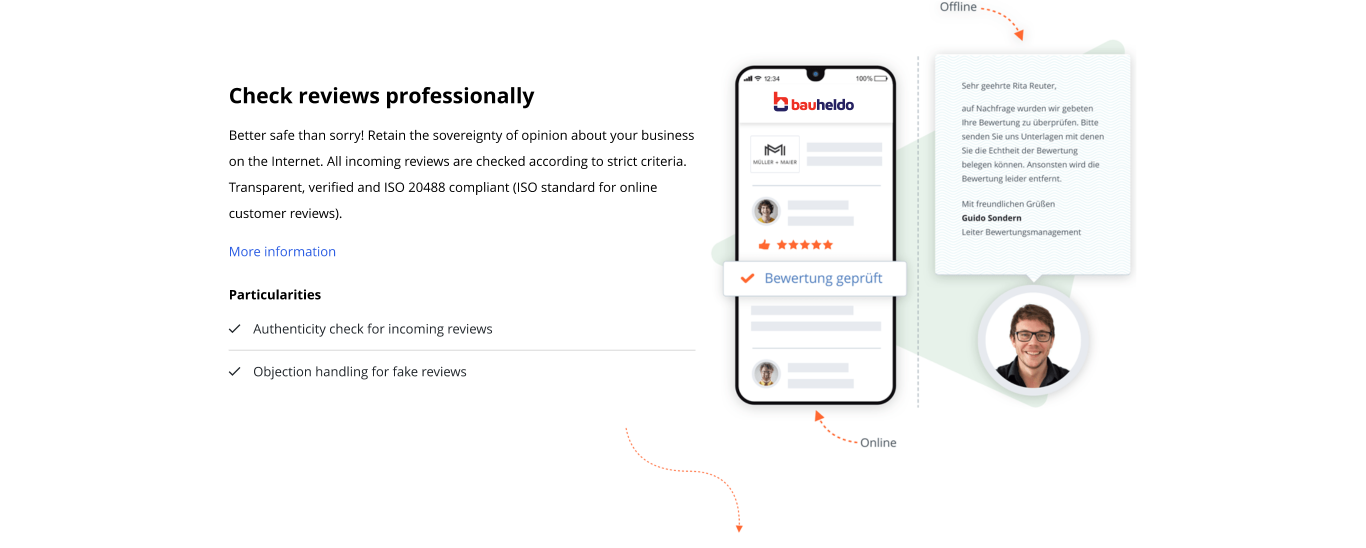 Offline
Check reviews professionally
Better safe than sorry! Retain the sovereignty of opinion about your business
on the Internet. All incoming reviews are checked according to strict criteria.
Transparent, verified and ISO 20488 compliant (ISO standard for online
customer reviews).
More information
Particularities
Authenticity check for incoming reviews
Objection handling for fake reviews
12:34
100%
bauheldo
MÜLLER + MAIER
Bewertung geprüft
Online
Sehr geehrte Rita Reuter,
auf Nachfrage wurden wir gebeten
Ihre Bewertung zu überprüfen. Bitte
senden Sie uns Unterlagen mit denen
Sie die Echtheit der Bewertung
belegen können. Ansonsten wird die
Bewertung leider entfernt.
Mit freundlichen Grüßen
Guido Sondern
Leiter Bewertungsmanagement